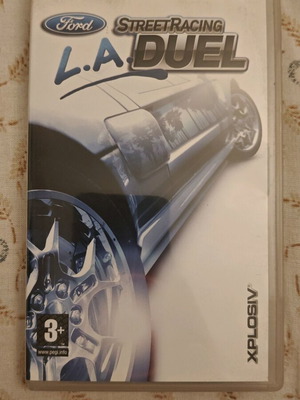 Ford
STREETRACING
L.A. DUEL
3+
www.pegi.info
XPLOSIV